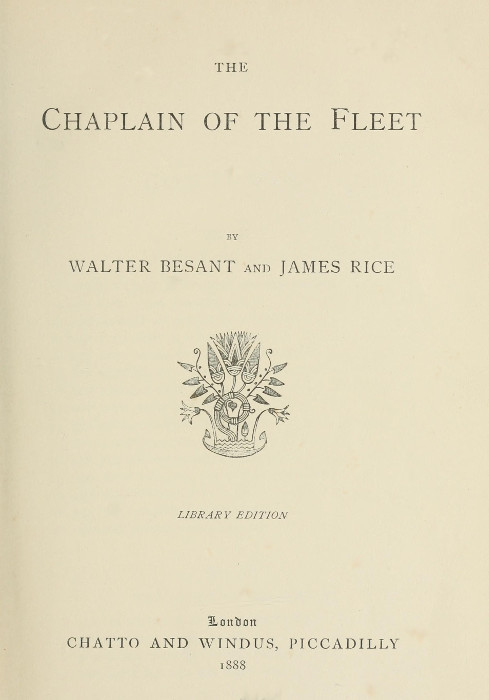 THE
CHAPLAIN OF THE FLEET
BY
WALTER BESANT AND JAMES RICE
LIBRARY EDITION
London
CHATTO AND WINDUS, PICCADILLY
1888